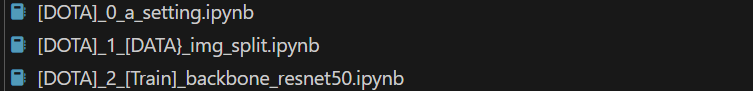 [DOTA]_0_a_setting.ipynb
[DOTA]_1_[DATA}_img_split.ipynb
[DOTA]_2_[Train]_backbone_resnet50.ipynb